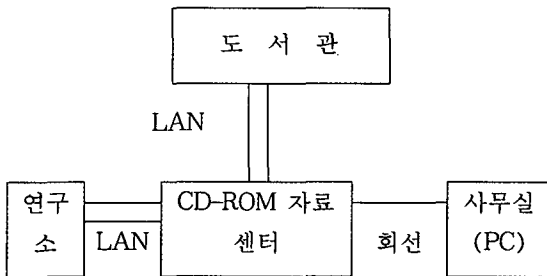 도 서 관
LAN
연구
소
LAN
CD-ROM 자료
센터
회선
사무실
(PC)